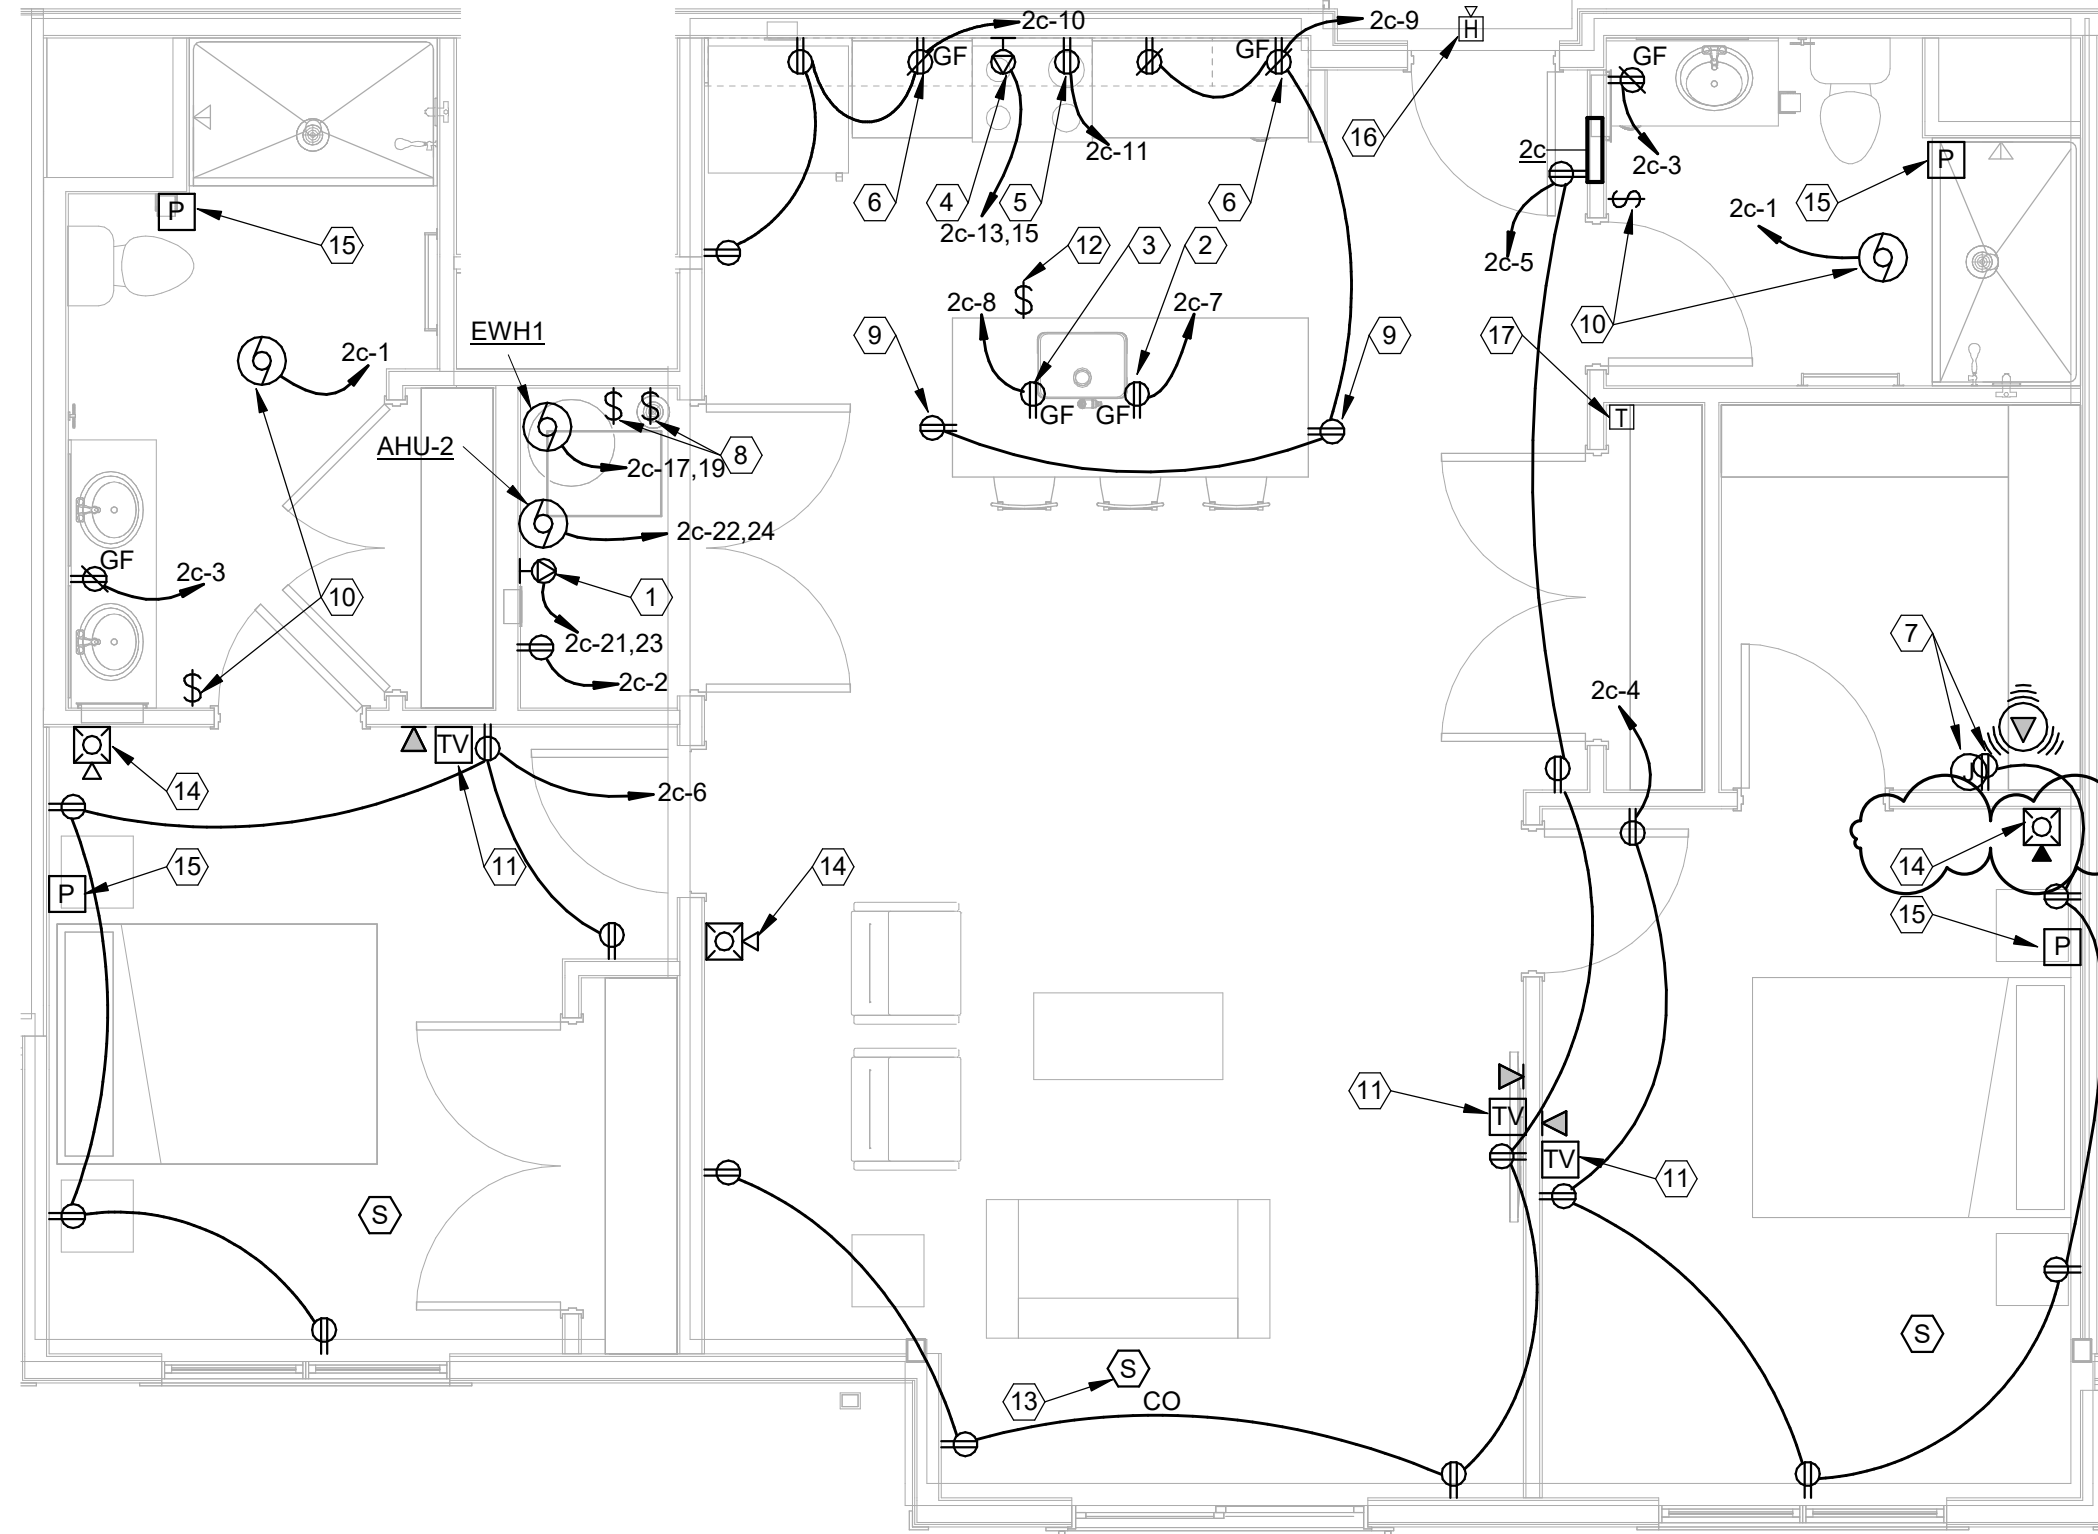 2c-10
2c-9
H
GF
GF
GF
16
2c-11
2c
2c-3
P
15
6
4
5
6
P
15
2c-13,15
2c-1
12
3
2
2c-5
10
2c-8
2c-7
EWH1
9
9
17
2c-1
GF
GF
T
8
AHU-2
2c-17,19
2c-22,24
GF
2c-3
10
1
2c-21,23
2c-2
7
2c-4
TV
J
14
2c-6
P
15
11
14
14
15
P
11
TV
TV
11
S
S
S
13
CO